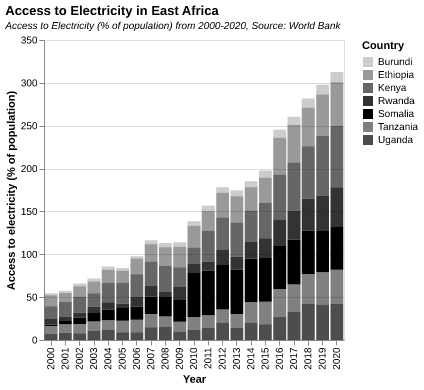 Access to Electricity in East Africa
Access to Electricity (% of population) from 2000-2020, Source: World Bank
Access to electricity (% of population)
350
300
250
200
150
100
50
0
2000
2001
2002
2003
2004
2005
2006
2007
2008
2009
2010
2011
2012
2013
2014
2015
2016
2017
2018
2019
2020
Year
Country
Burundi
Ethiopia
Kenya
Rwanda
Somalia
Tanzania
Uganda